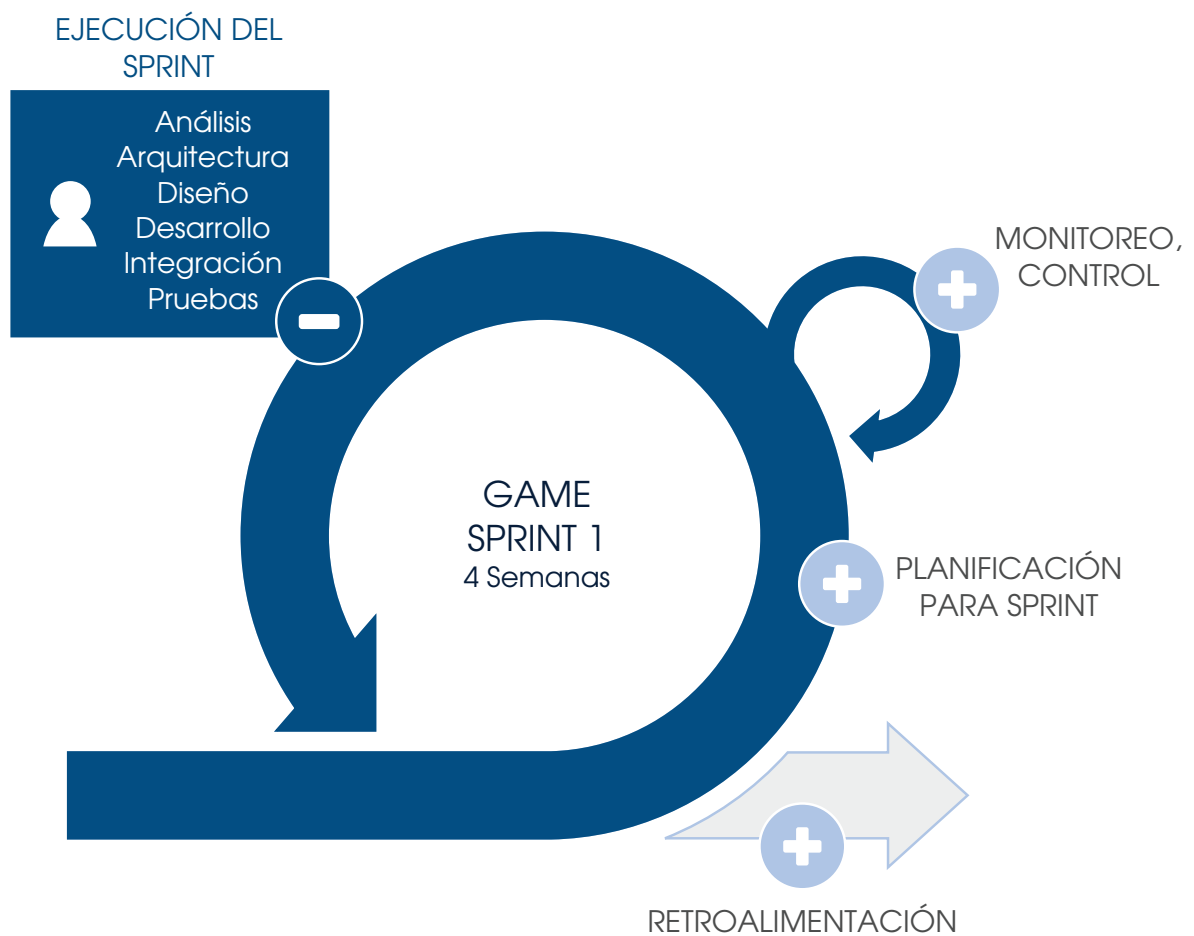 EJECUCIÓN DEL
SPRINT
Análisis
Arquitectura
Diseño
Desarrollo
Integración
Pruebas
MONITOREO,
CONTROL
GAME
SPRINT 1
4 Semanas
PLANIFICACIÓN
PARA SPRINT
RETROALIMENTACIÓN